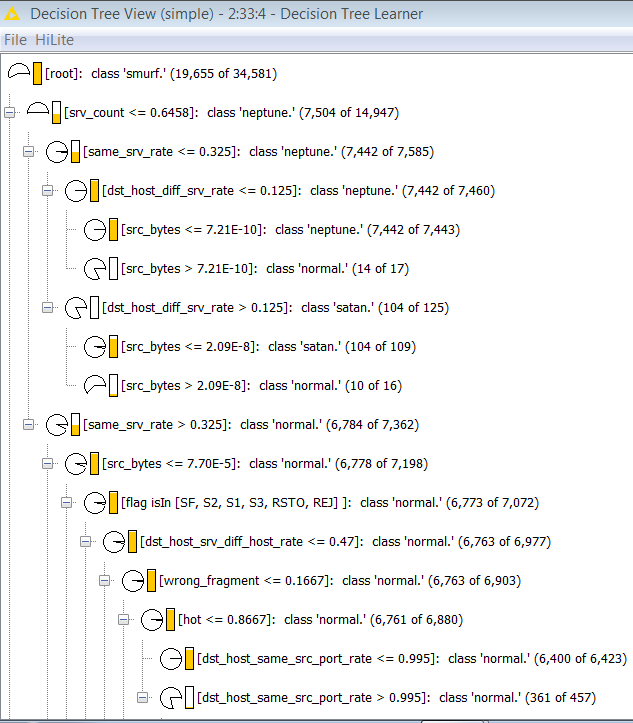 Decision Tree View (simple) - 2:33:4 - Decision Tree Learner
File HiLite
[root]: class 'smurf.' (19,655 of 34,581)
[srv_count <= 0.6458]: class 'neptune.' (7,504 of 14,947)
[same_srv_rate <= 0.325]: class 'neptune.' (7,442 of 7,585)
[dst_host_diff_srv_rate <= 0.125]: class 'neptune.' (7,442 of 7,460)
[src_bytes <= 7.21E-10]: class 'neptune.' (7,442 of 7,443)
[src_bytes > 7.21E-10]: class 'normal.' (14 of 17)
[dst_host_diff_srv_rate > 0.125]: class 'satan.' (104 of 125)
[src_bytes <= 2.09E-8]: class 'satan.' (104 of 109)
[src_bytes > 2.09E-8]: class 'normal.' (10 of 16)
[same_srv_rate > 0.325]: class 'normal.' (6,784 of 7,362)
[src_bytes <= 7.70E-5]: class 'normal.' (6,778 of 7,198)
[flag isIn [SF, S2, S1, S3, RSTO, REJ] ]: class 'normal.' (6,773 of 7,072)
[dst_host_srv_diff_host_rate <= 0.47]: class 'normal.' (6,763 of 6,977)
[wrong_fragment <= 0.1667]: class 'normal.' (6,763 of 6,903)
[hot <= 0.8667]: class 'normal.' (6,761 of 6,880)
[dst_host_same_src_port_rate <= 0.995]: class 'normal.' (6,400 of 6,423)
[dst_host_same_src_port_rate > 0.995]: class 'normal.' (361 of 457)